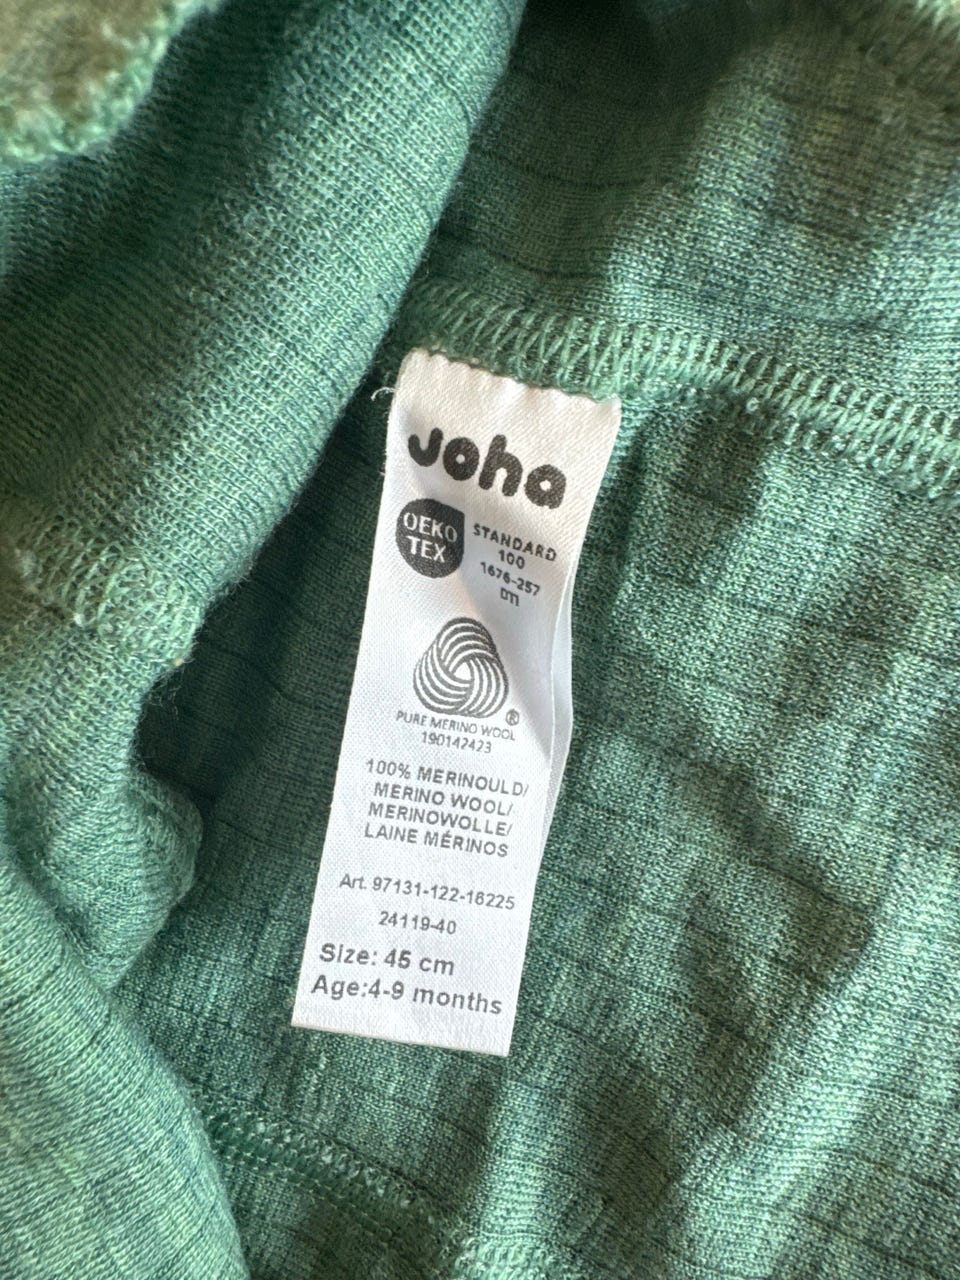 Joha
OEKO
TEX
STANDARD
100
1676-257
DTI
PURE MERINO WOOL
190142423
100% MERINOULD/
MERINO WOOL/
MERINOWOLLE/
LAINE MÉRINOS
Art. 97131-122-16225
24119-40
Size: 45 cm
Age:4-9 months